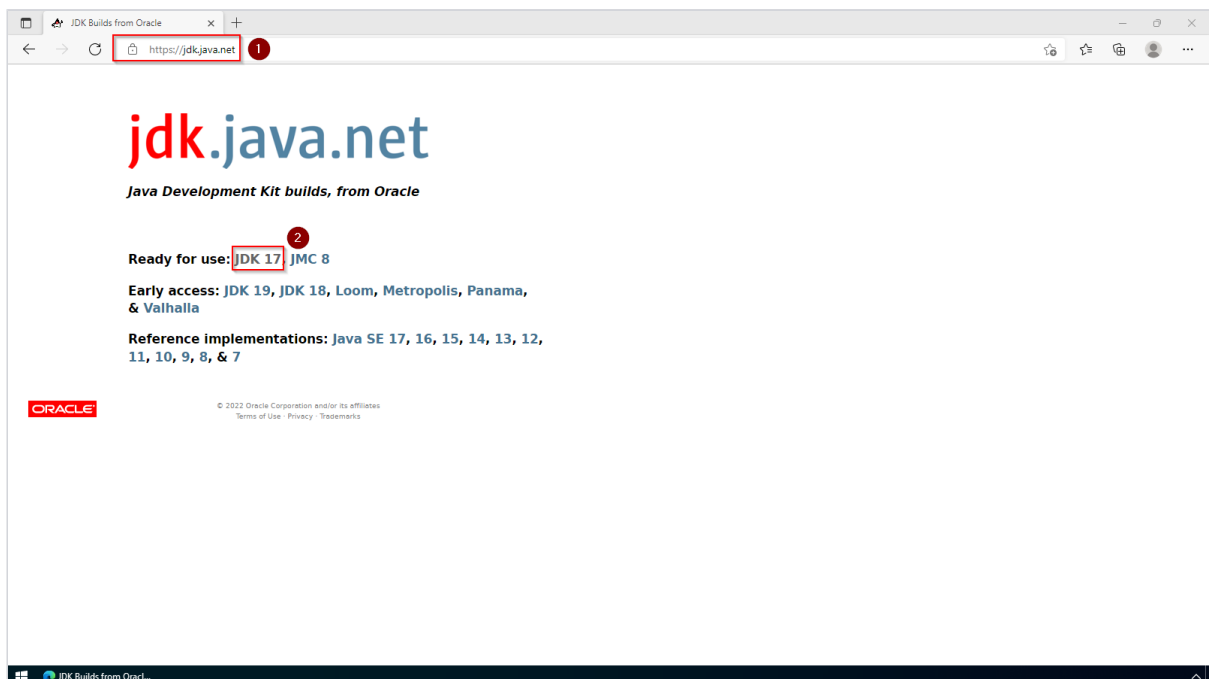 JDK Builds from Oracle
https://jdk.java.net
1
jdk.java.net
Java Development Kit builds, from Oracle
2
Ready for use: JDK 17, JMC 8
Early access: JDK 19, JDK 18, Loom, Metropolis, Panama,
& Valhalla
Reference implementations: Java SE 17, 16, 15, 14, 13, 12,
11, 10, 9, 8, & 7
ORACLE
© 2022 Oracle Corporation and/or its affiliates
Terms of Use · Privacy · Trademarks
JDK Builds from Oracl...